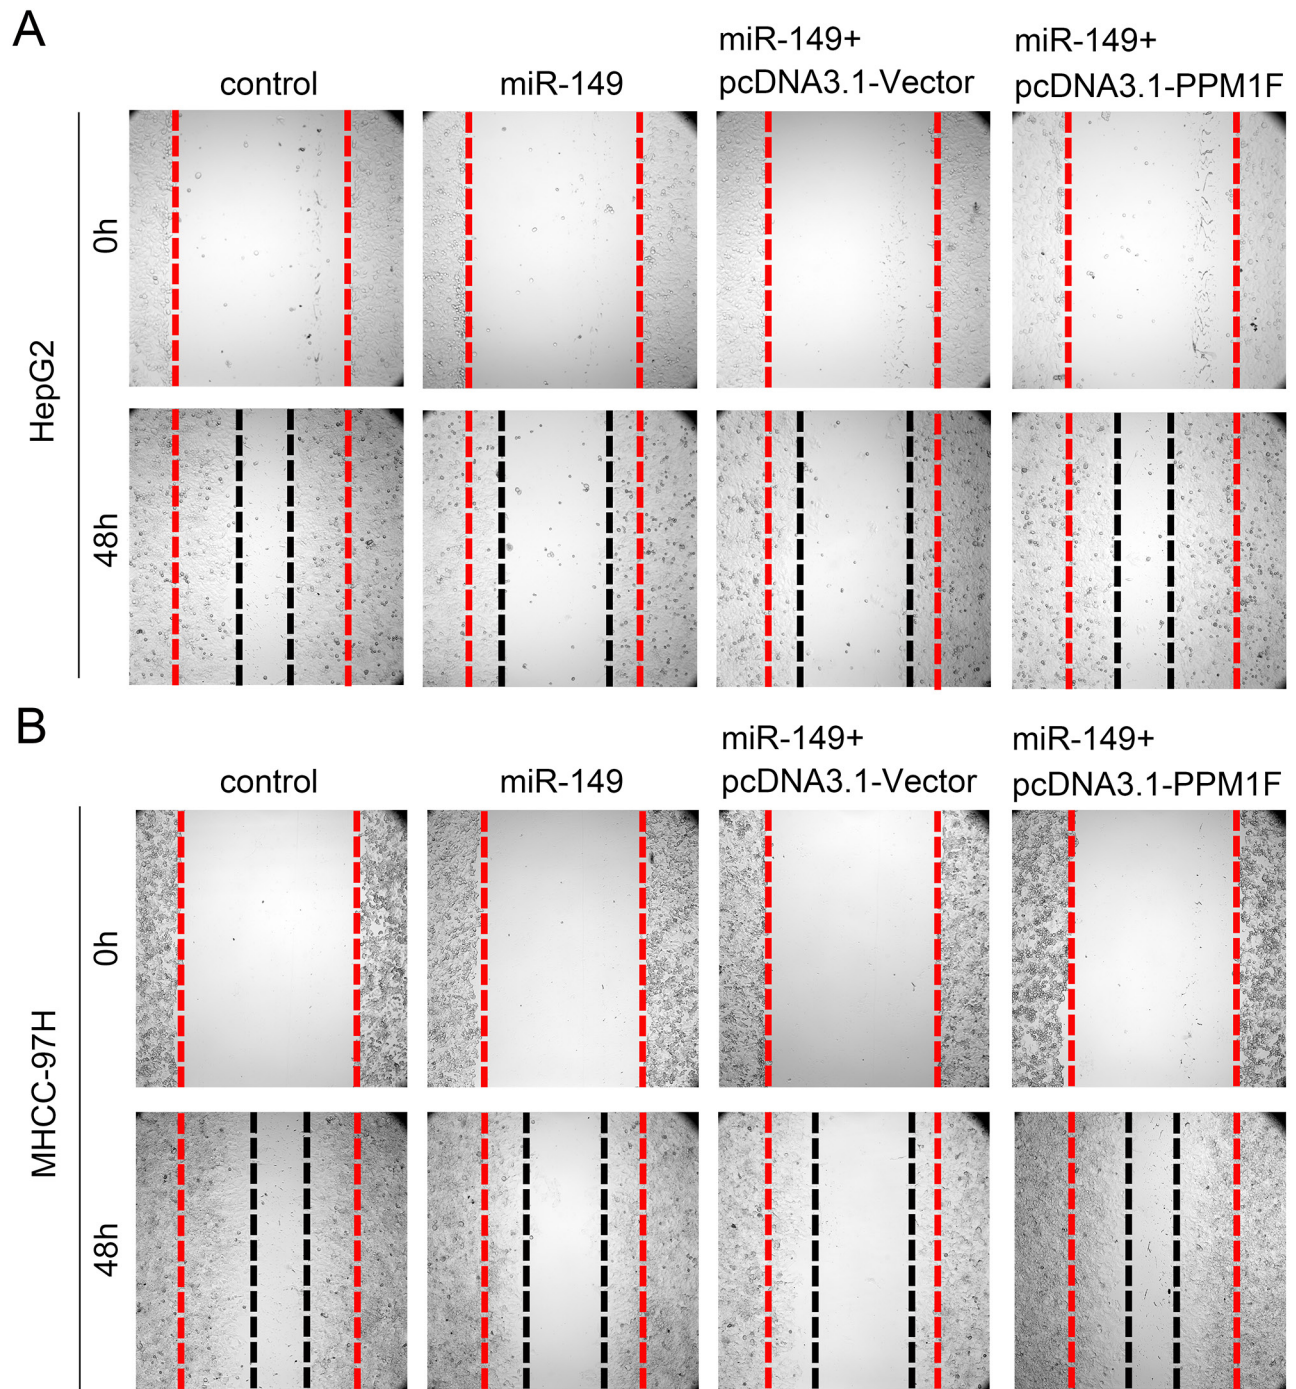 A
control
miR-149
miR-149+
pcDNA3.1-Vector
miR-149+
pcDNA3.1-PPM1F
HepG2
0h
48h
B
control
miR-149
miR-149+
pcDNA3.1-Vector
miR-149+
pcDNA3.1-PPM1F
MHCC-97H
0h
48h